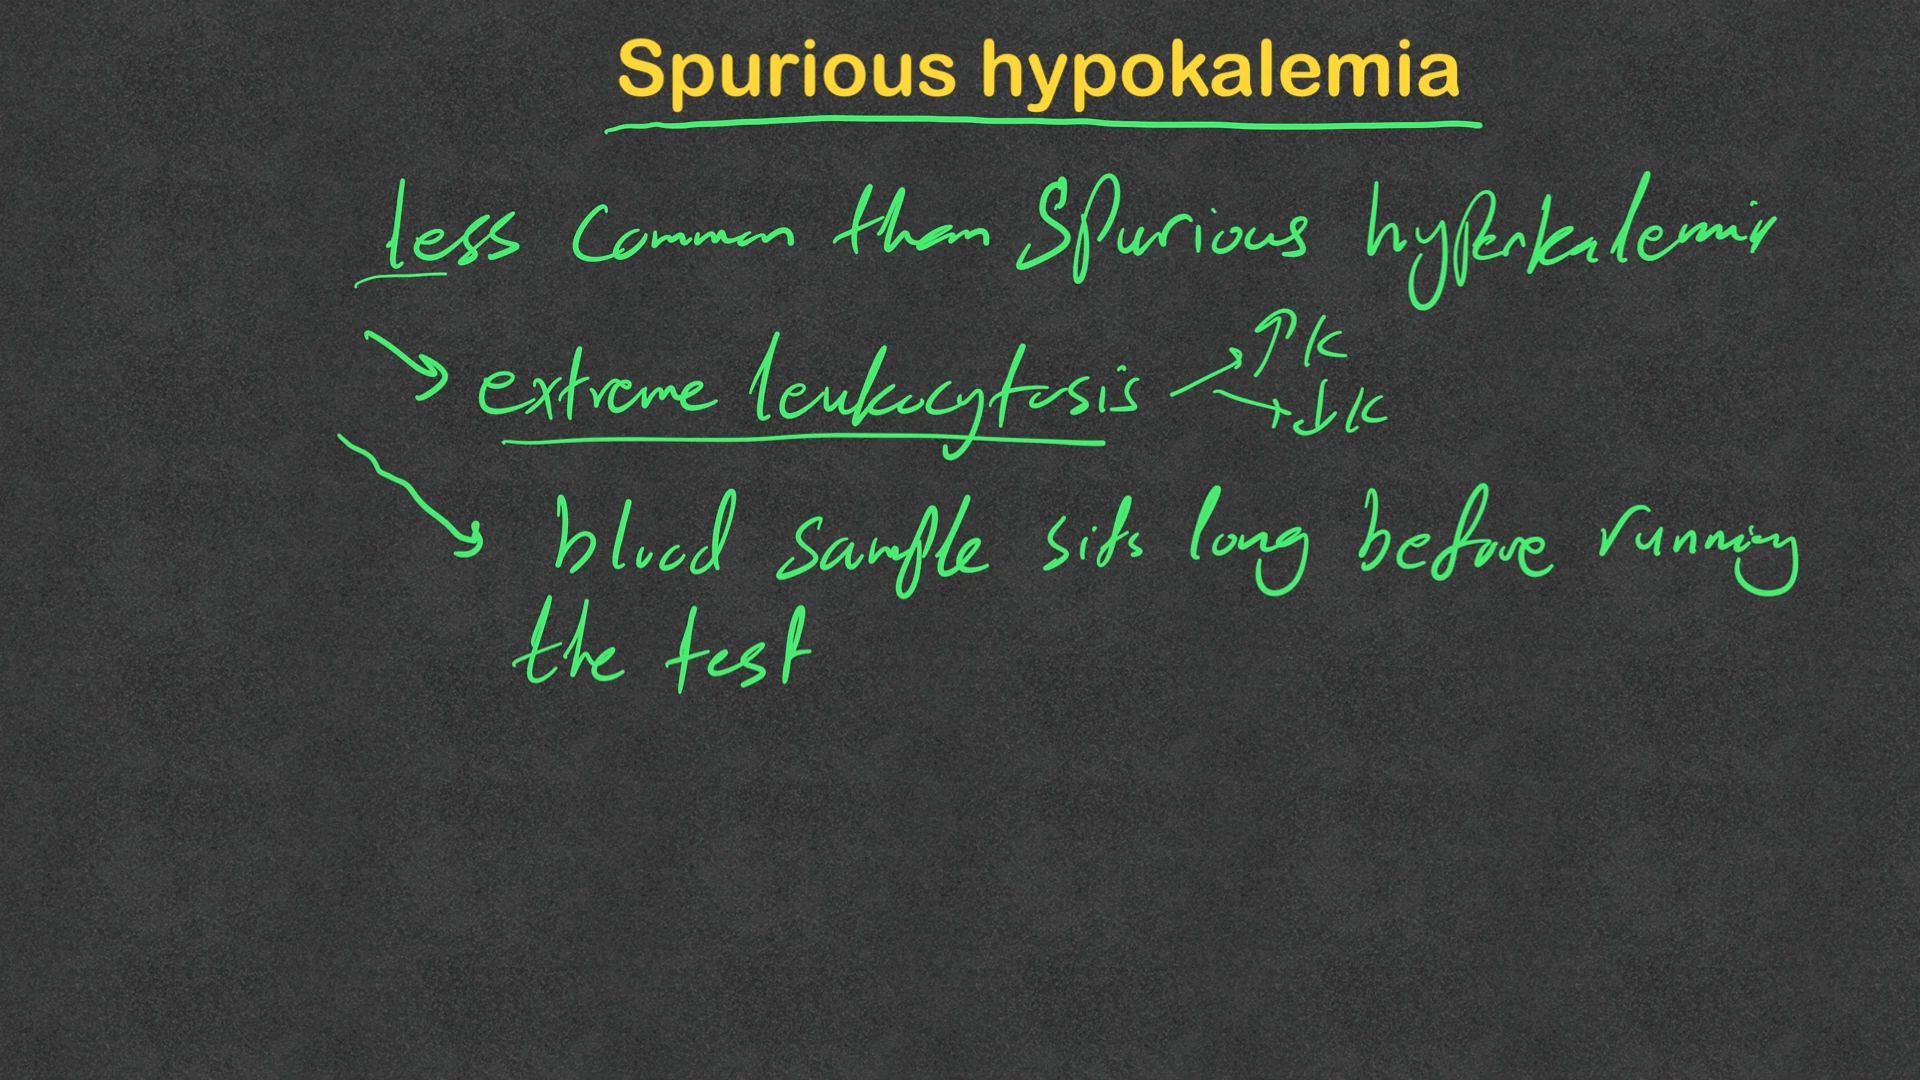 Spurious hypokalemia
less common than Spurious hyperkalemia
extreme leukocytosis ↑K
↓K
blood sample sits long before running
the test